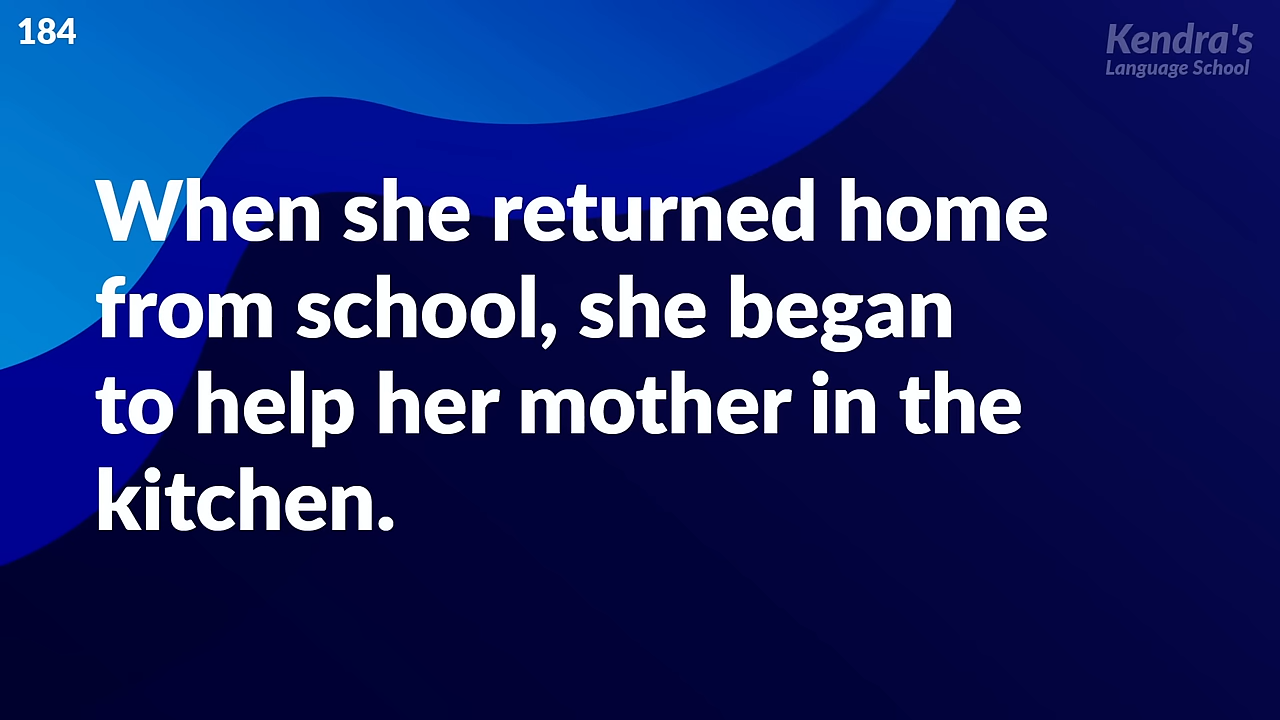 184
Kendra's
Language School
When she returned home
from school, she began
to help her mother in the
kitchen.